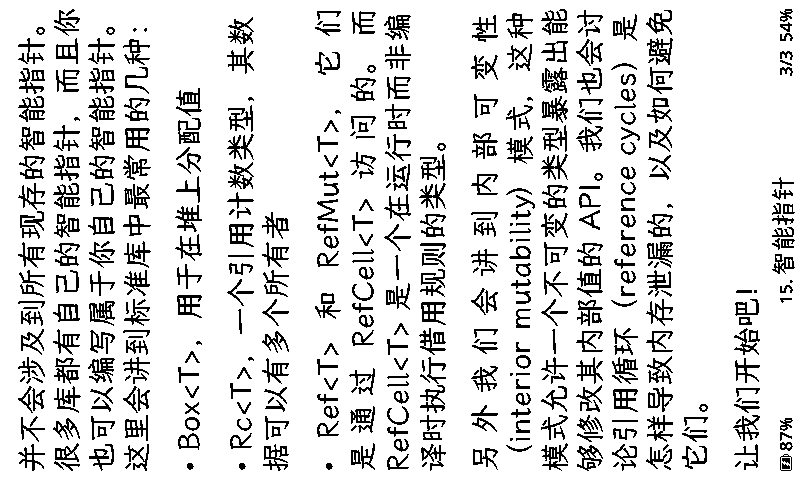 并不会涉及到所有现存的智能指针。
很多库都有自己的智能指针，而且你
也可以编写属于你自己的智能指针。
这里会讲到标准库中最常用的几种：
• Box<T>，用于在堆上分配值
• Rc<T>，一个引用计数类型，其数
据可以有多个所有者
• Ref<T> 和 RefMut<T>，它们
是通过 RefCell<T> 访问的。而
RefCell<T> 是一个在运行时而非编
译时执行借用规则的类型。
另外我们会讲到内部可变性
（interior mutability）模式，这种
模式允许一个不可变的类型暴露出能
够修改其内部值的 API。我们也会讨
论引用循环（reference cycles）是
怎样导致内存泄漏的，以及如何避免
它们。
让我们开始吧！
87% 15. 智能指针 3/3 54%